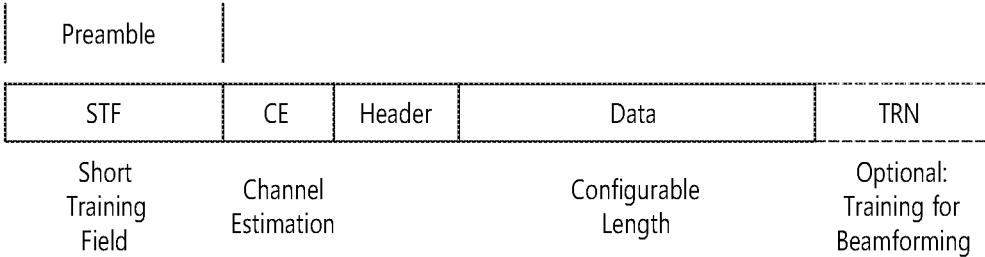 Preamble
STF CE Header Data TRN
Short
Training
Field
Channel
Estimation
Configurable
Length
Optional:
Training for
Beamforming